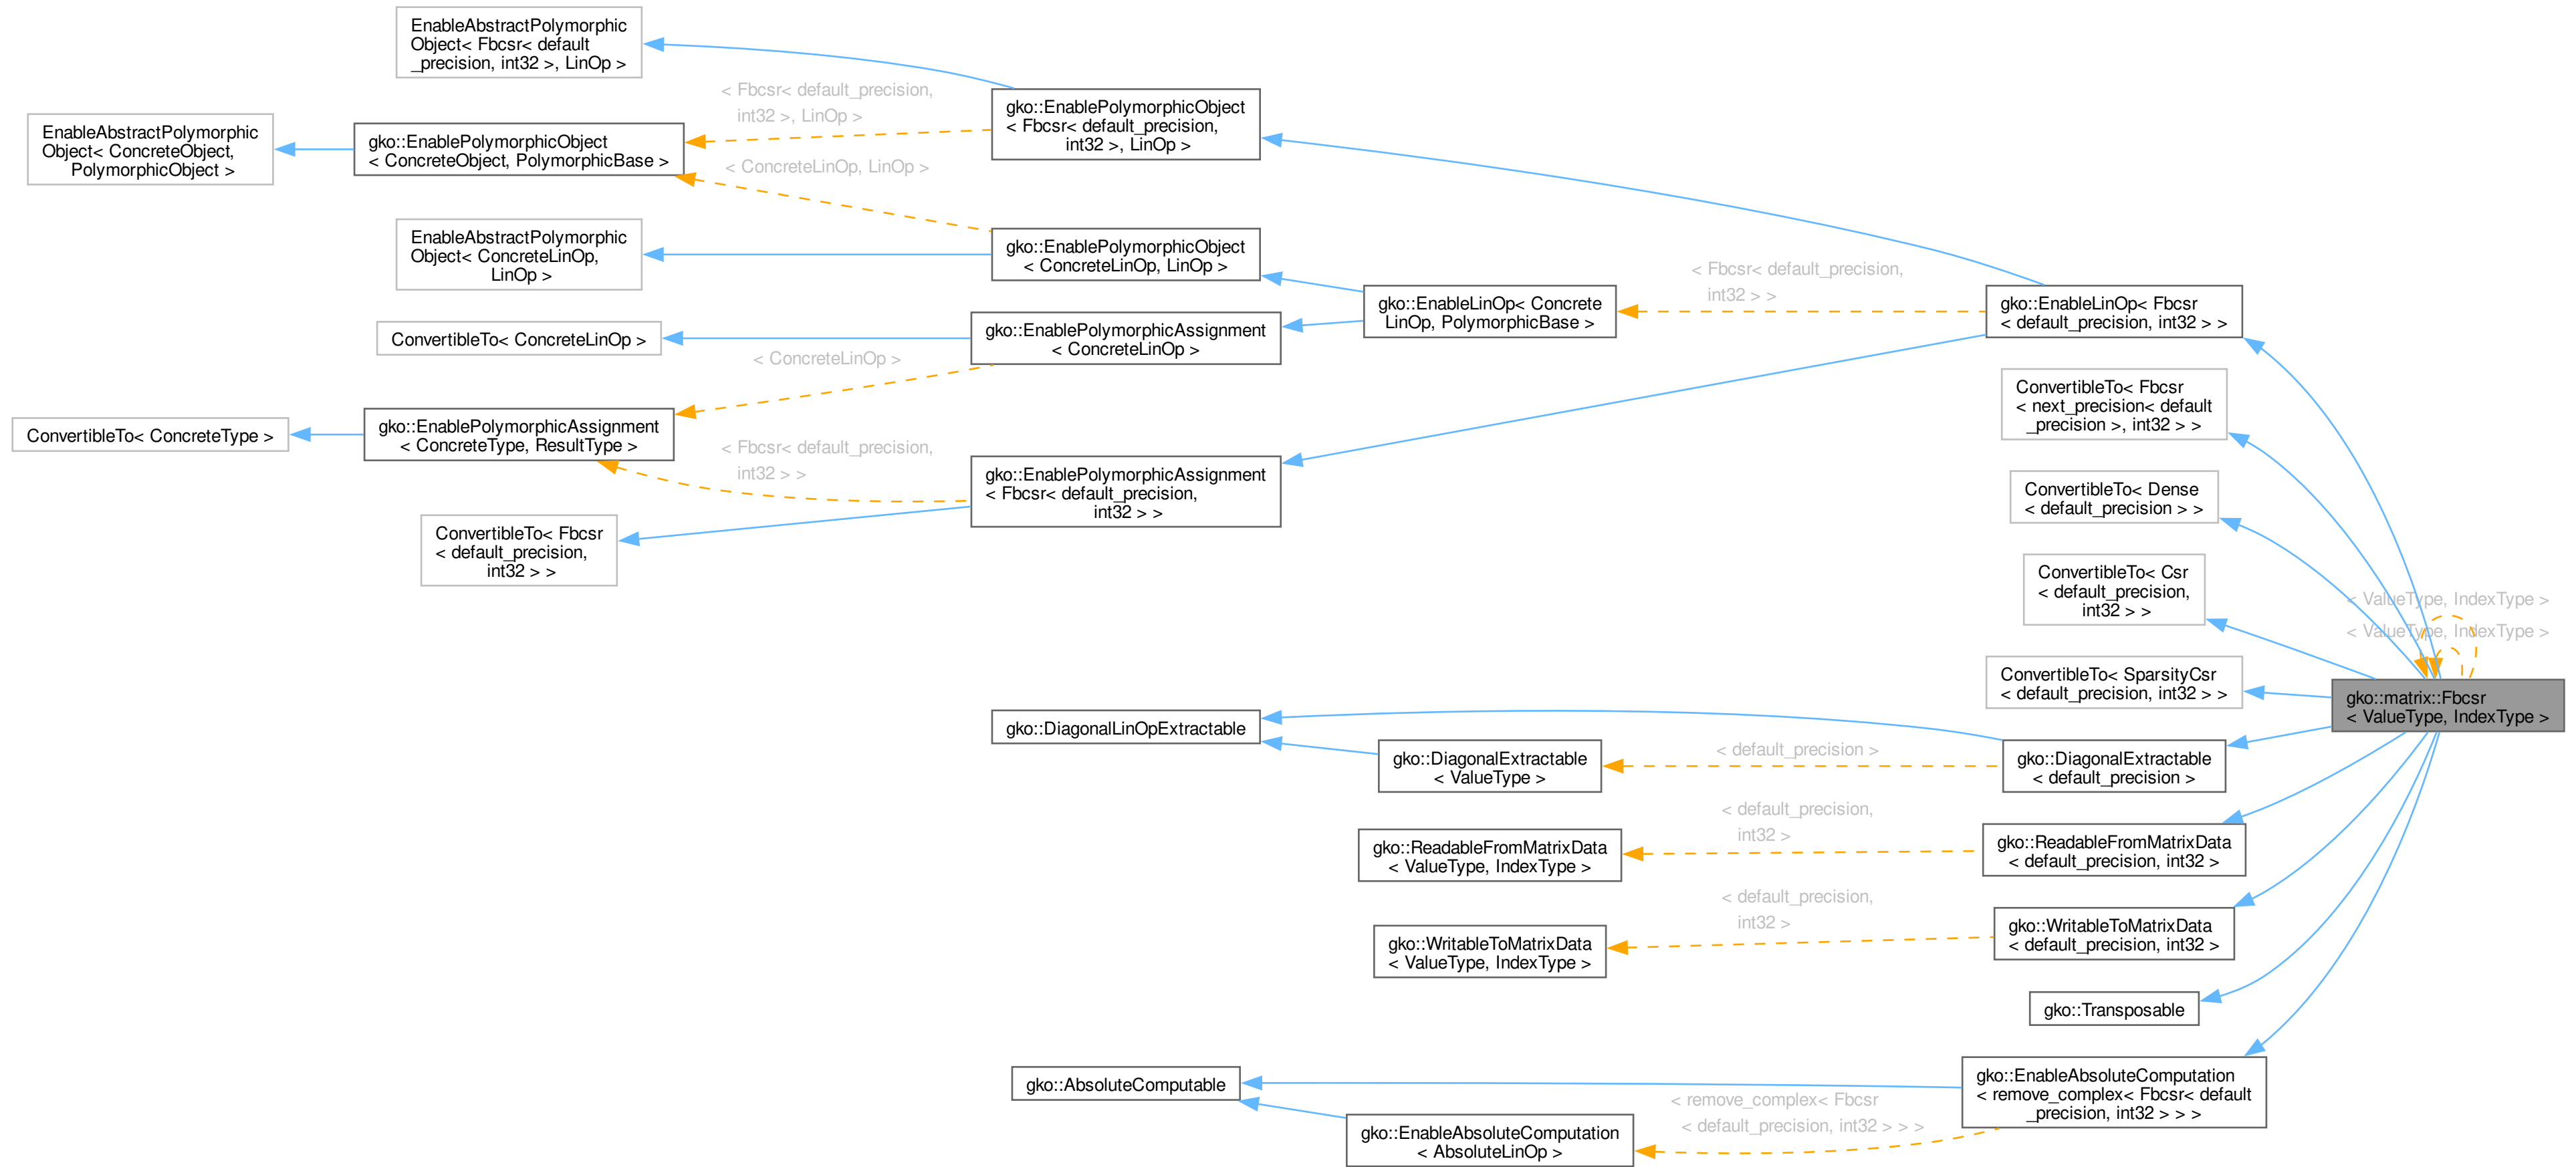 EnableAbstractPolymorphic
Object< Fbcsr< default
_precision, int32 >, LinOp >
< Fbcsr< default_precision,
int32 >, LinOp >
gko::EnablePolymorphicObject
< Fbcsr< default_precision,
int32 >, LinOp >
EnableAbstractPolymorphic
Object< ConcreteObject,
PolymorphicObject >
gko::EnablePolymorphicObject
< ConcreteObject, PolymorphicBase >
< ConcreteLinOp, LinOp >
EnableAbstractPolymorphic
Object< ConcreteLinOp,
LinOp >
gko::EnablePolymorphicObject
< ConcreteLinOp, LinOp >
gko::EnableLinOp< Concrete
LinOp, PolymorphicBase >
< Fbcsr< default_precision,
int32 > >
gko::EnableLinOp< Fbcsr
< default_precision, int32 > >
ConvertibleTo< ConcreteLinOp >
gko::EnablePolymorphicAssignment
< ConcreteLinOp >
< ConcreteLinOp >
ConvertibleTo< Fbcsr
< next_precision< default
_precision >, int32 > >
ConvertibleTo< ConcreteType >
gko::EnablePolymorphicAssignment
< ConcreteType, ResultType >
< Fbcsr< default_precision,
int32 > >
gko::EnablePolymorphicAssignment
< Fbcsr< default_precision,
int32 > >
ConvertibleTo< Dense
< default_precision > >
ConvertibleTo< Fbcsr
< default_precision,
int32 > >
ConvertibleTo< Csr
< default_precision,
int32 > >
< ValueType, IndexType >
< ValueType, IndexType >
ConvertibleTo< SparsityCsr
< default_precision, int32 > >
gko::matrix::Fbcsr
< ValueType, IndexType >
gko::DiagonalLinOpExtractable
gko::DiagonalExtractable
< ValueType >
< default_precision >
gko::DiagonalExtractable
< default_precision >
gko::ReadableFromMatrixData
< ValueType, IndexType >
< default_precision,
int32 >
gko::ReadableFromMatrixData
< default_precision, int32 >
gko::WritableToMatrixData
< ValueType, IndexType >
< default_precision,
int32 >
gko::WritableToMatrixData
< default_precision, int32 >
gko::Transposable
gko::AbsoluteComputable
gko::EnableAbsoluteComputation
< AbsoluteLinOp >
< remove_complex< Fbcsr
< default_precision, int32 > > >
gko::EnableAbsoluteComputation
< remove_complex< Fbcsr< default
_precision, int32 > > >